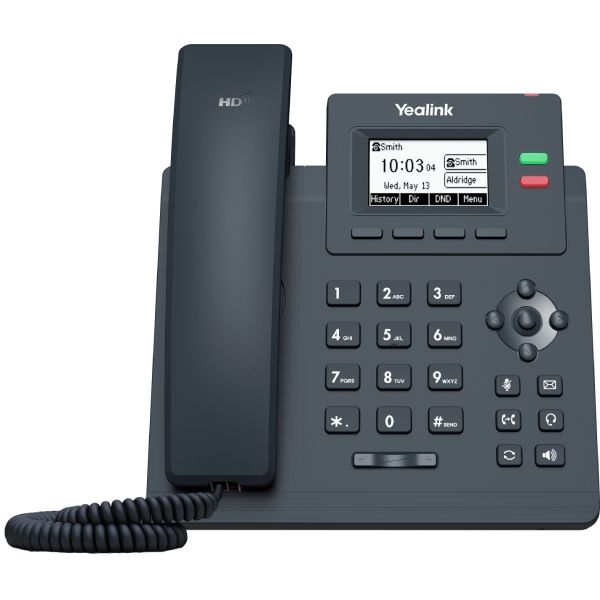 HD
Yealink
Smith
10:03 04
Smith
Wed, May 13
Aldridge
History Dir DND Menu
1 2 ABC 3 DEF
4 GHI 5 JKL 6 MNO
7 PQRS 8 TUV 9 WXYZ
*. 0 # SEND